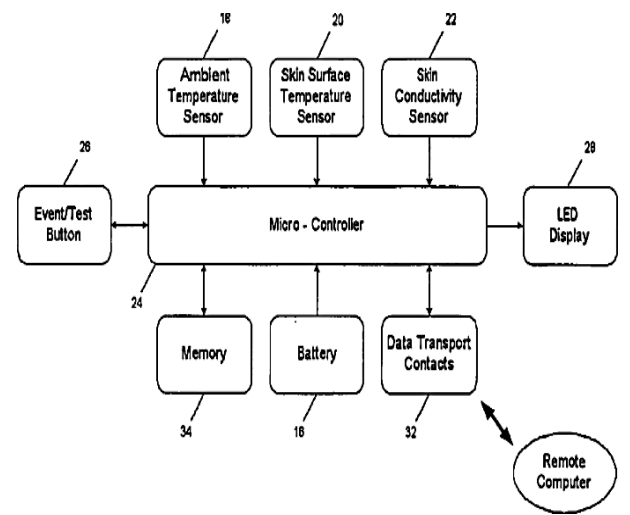 18
20
22
Ambient
Temperature
Sensor
Skin Surface
Temperature
Sensor
Skin
Conductivity
Sensor
26
28
Event/Test
Button
Micro - Controller
LED
Display
24
Memory
Battery
Data Transport
Contacts
34
16
32
Remote
Computer